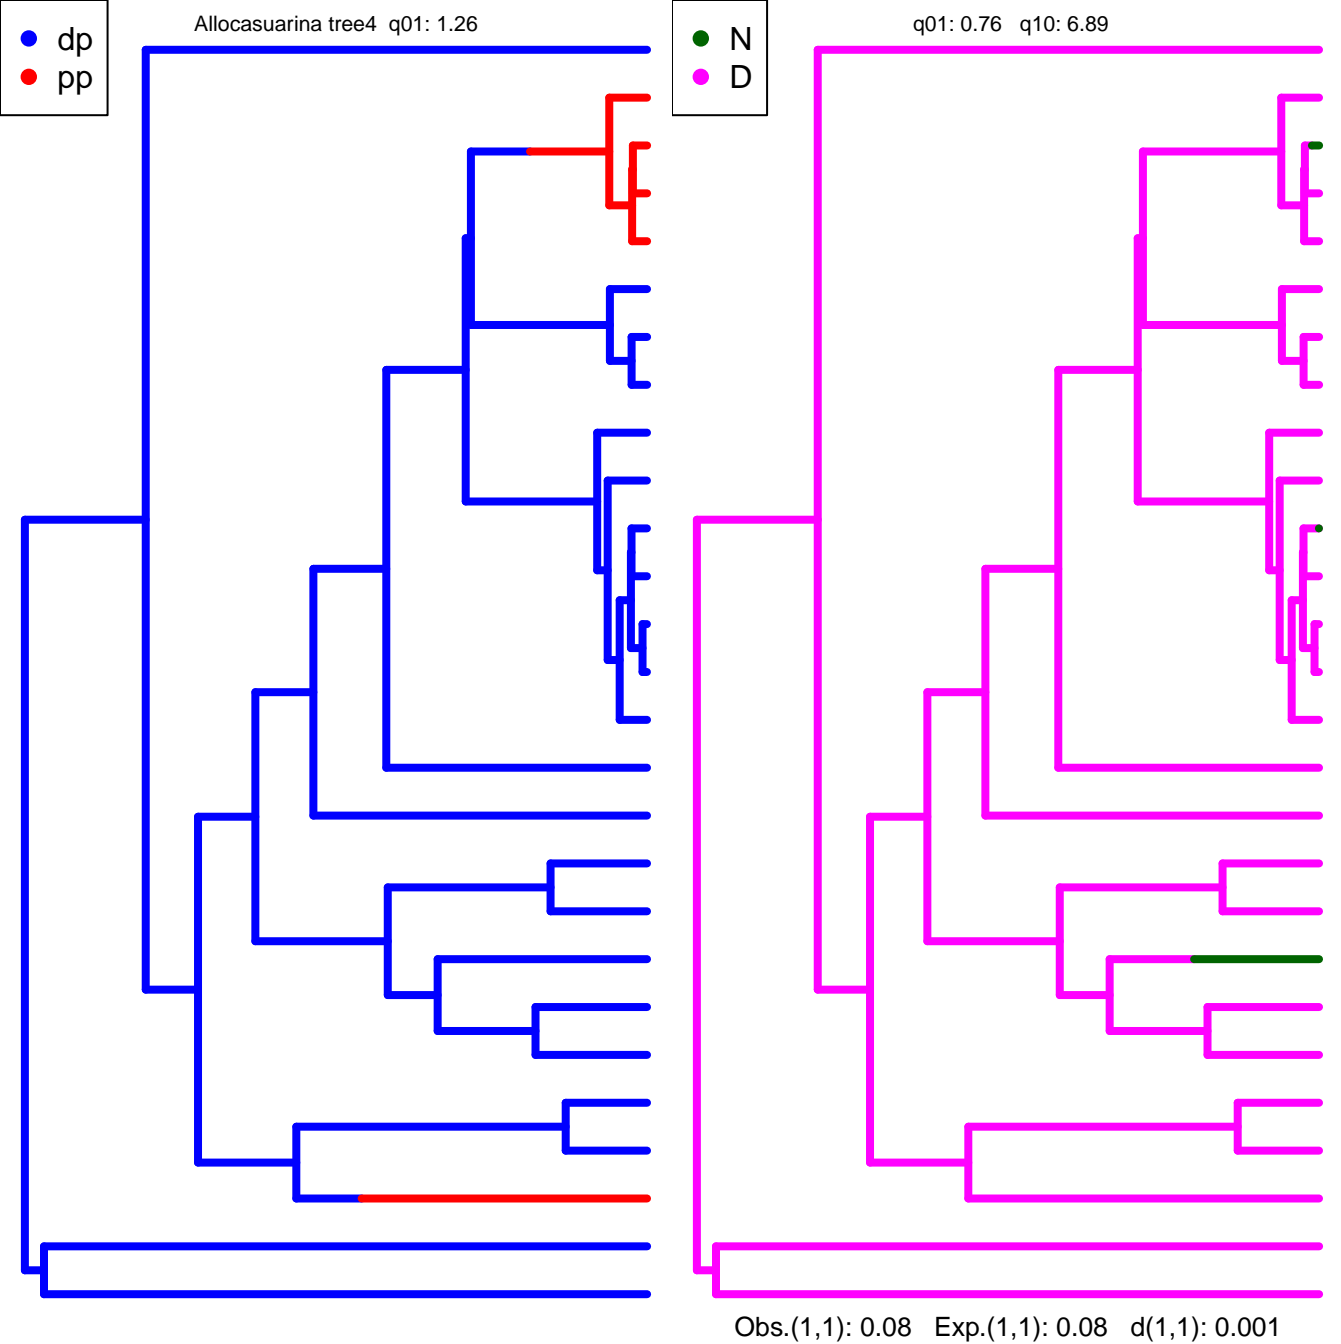 Allocasuarina tree4  q01: 1.26
dp
pp
q01: 0.76   q10: 6.89
N
D
Obs.(1,1): 0.08   Exp.(1,1): 0.08   d(1,1): 0.001